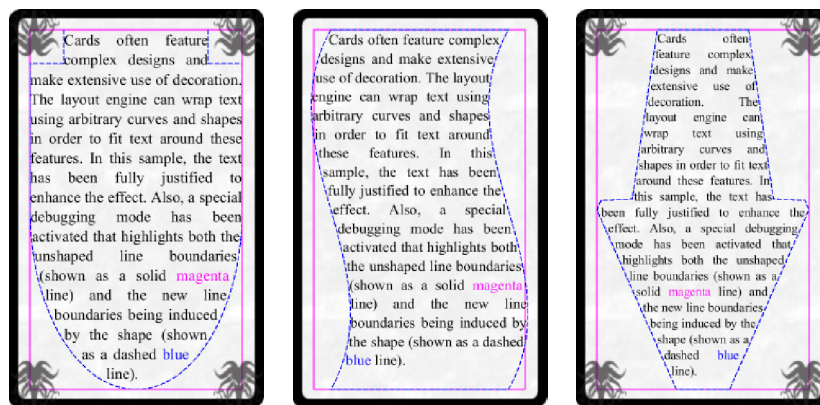 Cards often feature
complex designs and
make extensive use of decoration.
The layout engine can wrap text
using arbitrary curves and shapes
in order to fit text around these
features. In this sample, the text
has been fully justified to
enhance the effect. Also, a special
debugging mode has been
activated that highlights both the
unshaped line boundaries
(shown as a solid magenta
line) and the new line
boundaries being induced
by the shape (shown
as a dashed blue
line).
Cards often feature complex
designs and make extensive
use of decoration. The layout
engine can wrap text using
arbitrary curves and shapes
in order to fit text around
these features. In this
sample, the text has been
fully justified to enhance the
effect. Also, a special
debugging mode has been
activated that highlights both
the unshaped line boundaries
(shown as a solid magenta
line) and the new line
boundaries being induced by
the shape (shown as a dashed
blue line).
Cards often
feature complex
designs and make
extensive use of
decoration. The
layout engine can
wrap text using
arbitrary curves and
shapes in order to fit text
around these features. In
this sample, the text has
been fully justified to enhance the
effect. Also, a special debugging
mode has been activated that
highlights both the unshaped
line boundaries (shown as a
solid magenta line) and
the new line boundaries
being induced by the
shape (shown as a
dashed blue
line).